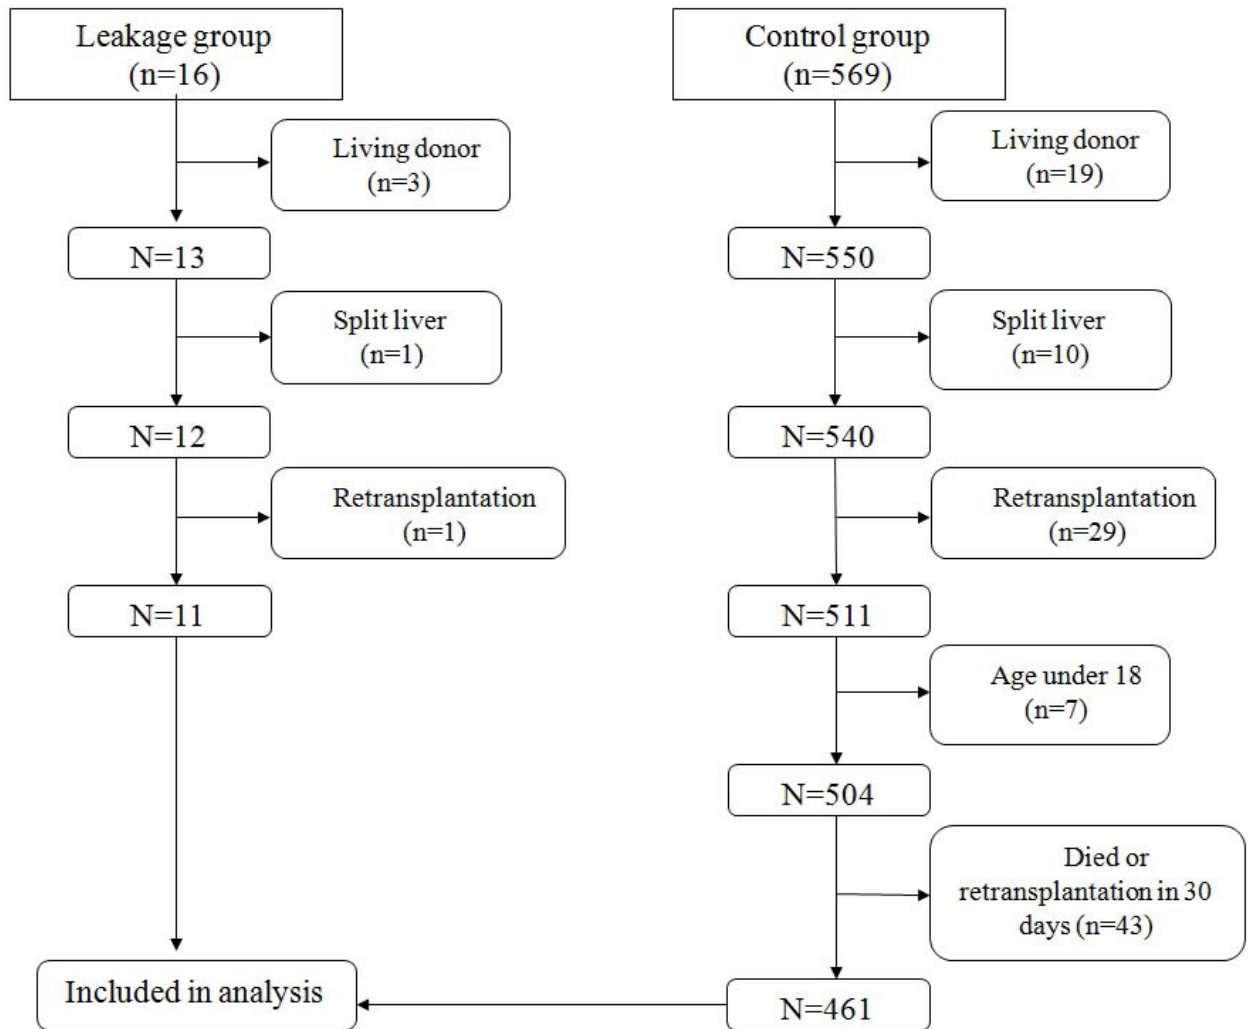 Leakage group
(n=16)
Living donor
(n=3)
N=13
Split liver
(n=1)
N=12
Retransplantation
(n=1)
N=11
Included in analysis
Control group
(n=569)
Living donor
(n=19)
N=550
Split liver
(n=10)
N=540
Retransplantation
(n=29)
N=511
Age under 18
(n=7)
N=504
Died or
retransplantation in 30
days (n=43)
N=461